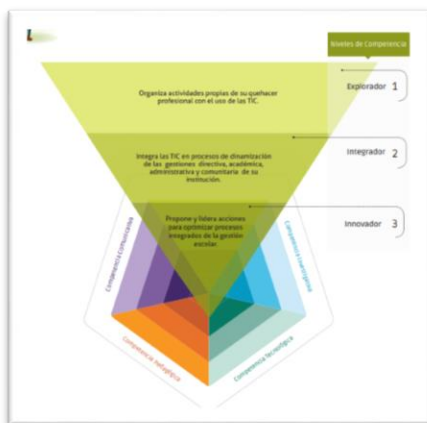 Niveles de Competencia
Explorador 1
Organiza actividades propias de su quehacer
profesional con el uso de las TIC.
Integrador 2
Integra las TIC en procesos de dinamización
de las gestiones directiva, académica,
administrativa y comunitaria de su
institución.
Innovador 3
Propone y lidera acciones
para optimizar procesos
integrados de la gestión
escolar.
Competencia Comunicativa
Competencia Investigativa
Competencia Pedagógica
Competencia Tecnológica